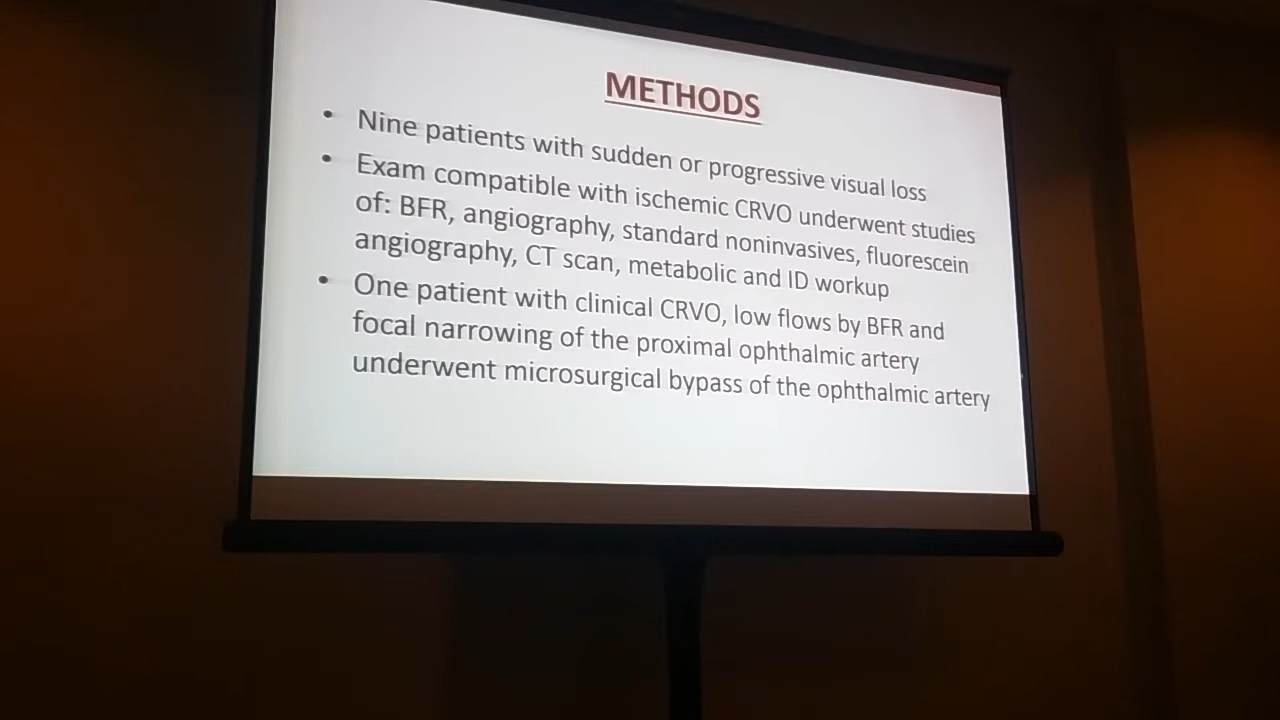 METHODS
• Nine patients with sudden or progressive visual loss
• Exam compatible with ischemic CRVO underwent studies
of: BFR, angiography, standard noninvasives, fluorescein
angiography, CT scan, metabolic and ID workup
• One patient with clinical CRVO, low flows by BFR and
focal narrowing of the proximal ophthalmic artery
underwent microsurgical bypass of the ophthalmic artery